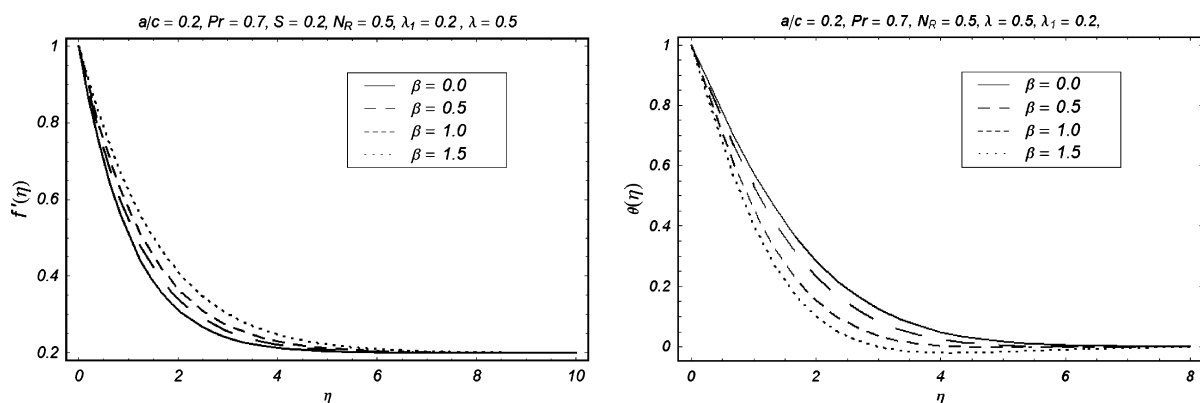 a/c = 0.2, Pr = 0.7, S = 0.2, N_R = 0.5, λ_1 = 0.2 , λ = 0.5
1
0.8
0.6
0.4
0.2
f'(η)
β = 0.0
β = 0.5
β = 1.0
β = 1.5
0 2 4 6 8 10
η
a/c = 0.2, Pr = 0.7, N_R = 0.5, λ = 0.5, λ_1 = 0.2,
1
0.8
0.6
0.4
0.2
0
θ(η)
β = 0.0
β = 0.5
β = 1.0
β = 1.5
0 2 4 6 8
η